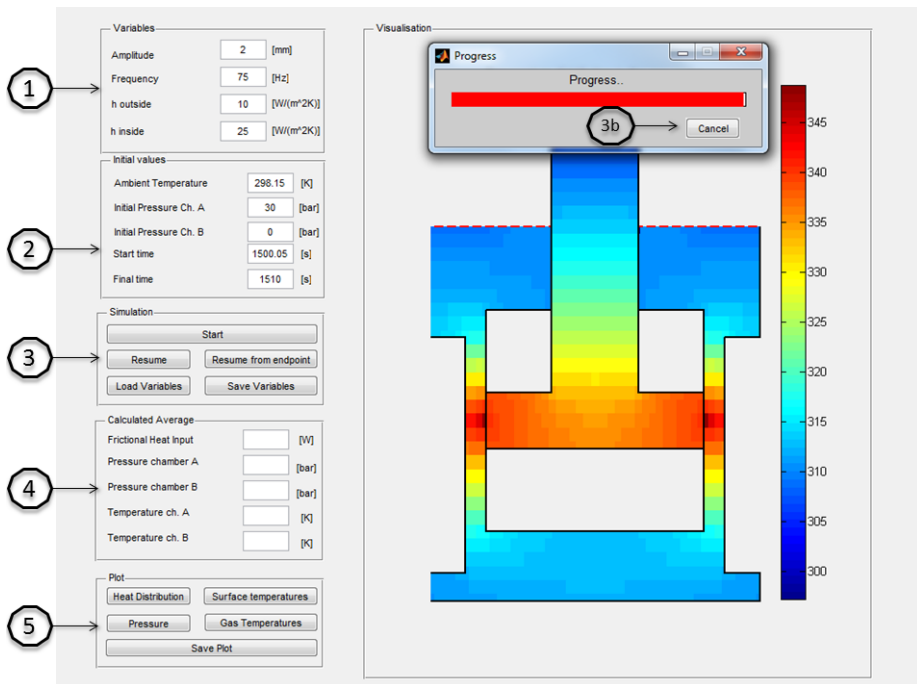 Variables
Amplitude 2 [mm]
Frequency 75 [Hz]
h outside 10 [W/(m^2K)]
h inside 25 [W/(m^2K)]
1
Initial values
Ambient Temperature 298.15 [K]
Initial Pressure Ch. A 30 [bar]
Initial Pressure Ch. B 0 [bar]
Start time 1500.05 [s]
Final time 1510 [s]
2
Simulation
Start
Resume Resume from endpoint
Load Variables Save Variables
3
Calculated Average
Frictional Heat Input [W]
Pressure chamber A [bar]
Pressure chamber B [bar]
Temperature ch. A [K]
Temperature ch. B [K]
4
Plot
Heat Distribution Surface temperatures
Pressure Gas Temperatures
Save Plot
5
Visualisation
Progress
Progress..
3b
Cancel
345
340
335
330
325
320
315
310
305
300